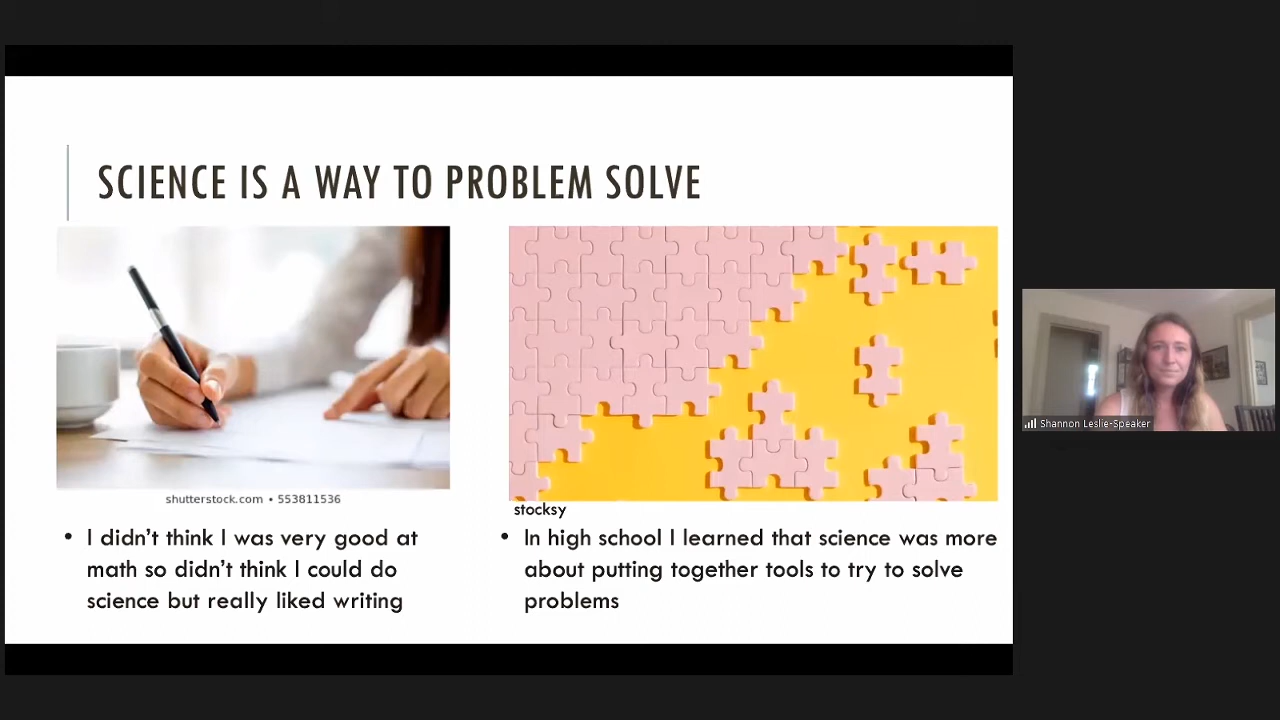 SCIENCE IS A WAY TO PROBLEM SOLVE
shutterstock.com • 553811536
• I didn't think I was very good at
math so didn't think I could do
science but really liked writing
stocksy
• In high school I learned that science was more
about putting together tools to try to solve
problems
Shannon Leslie-Speaker